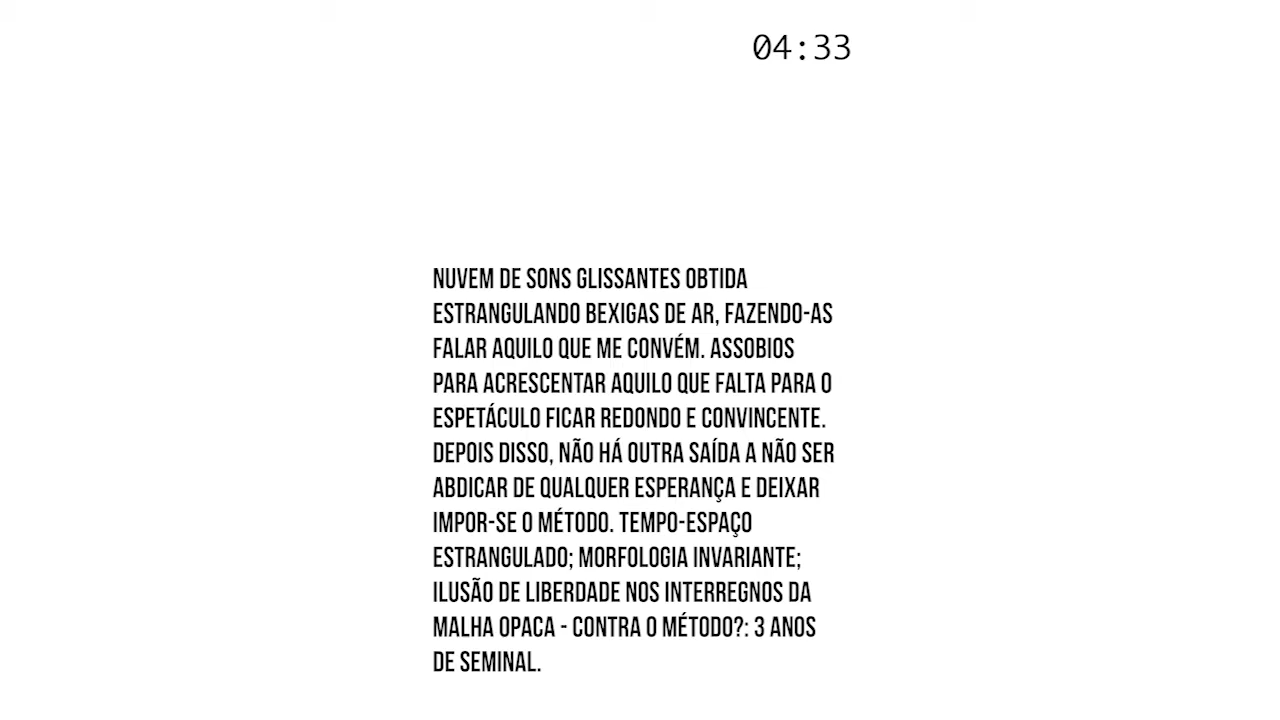 04:33
NUVEM DE SONS GLISSANTES OBTIDA
ESTRANGULANDO BEXIGAS DE AR, FAZENDO-AS
FALAR AQUILO QUE ME CONVÉM. ASSOBIOS
PARA ACRESCENTAR AQUILO QUE FALTA PARA O
ESPETÁCULO FICAR REDONDO E CONVINCENTE.
DEPOIS DISSO, NÃO HÁ OUTRA SAÍDA A NÃO SER
ABDICAR DE QUALQUER ESPERANÇA E DEIXAR
IMPOR-SE O MÉTODO. TEMPO-ESPAÇO
ESTRANGULADO; MORFOLOGIA INVARIANTE;
ILUSÃO DE LIBERDADE NOS INTERREGNOS DA
MALHA OPACA - CONTRA O MÉTODO?: 3 ANOS
DE SEMINAL.